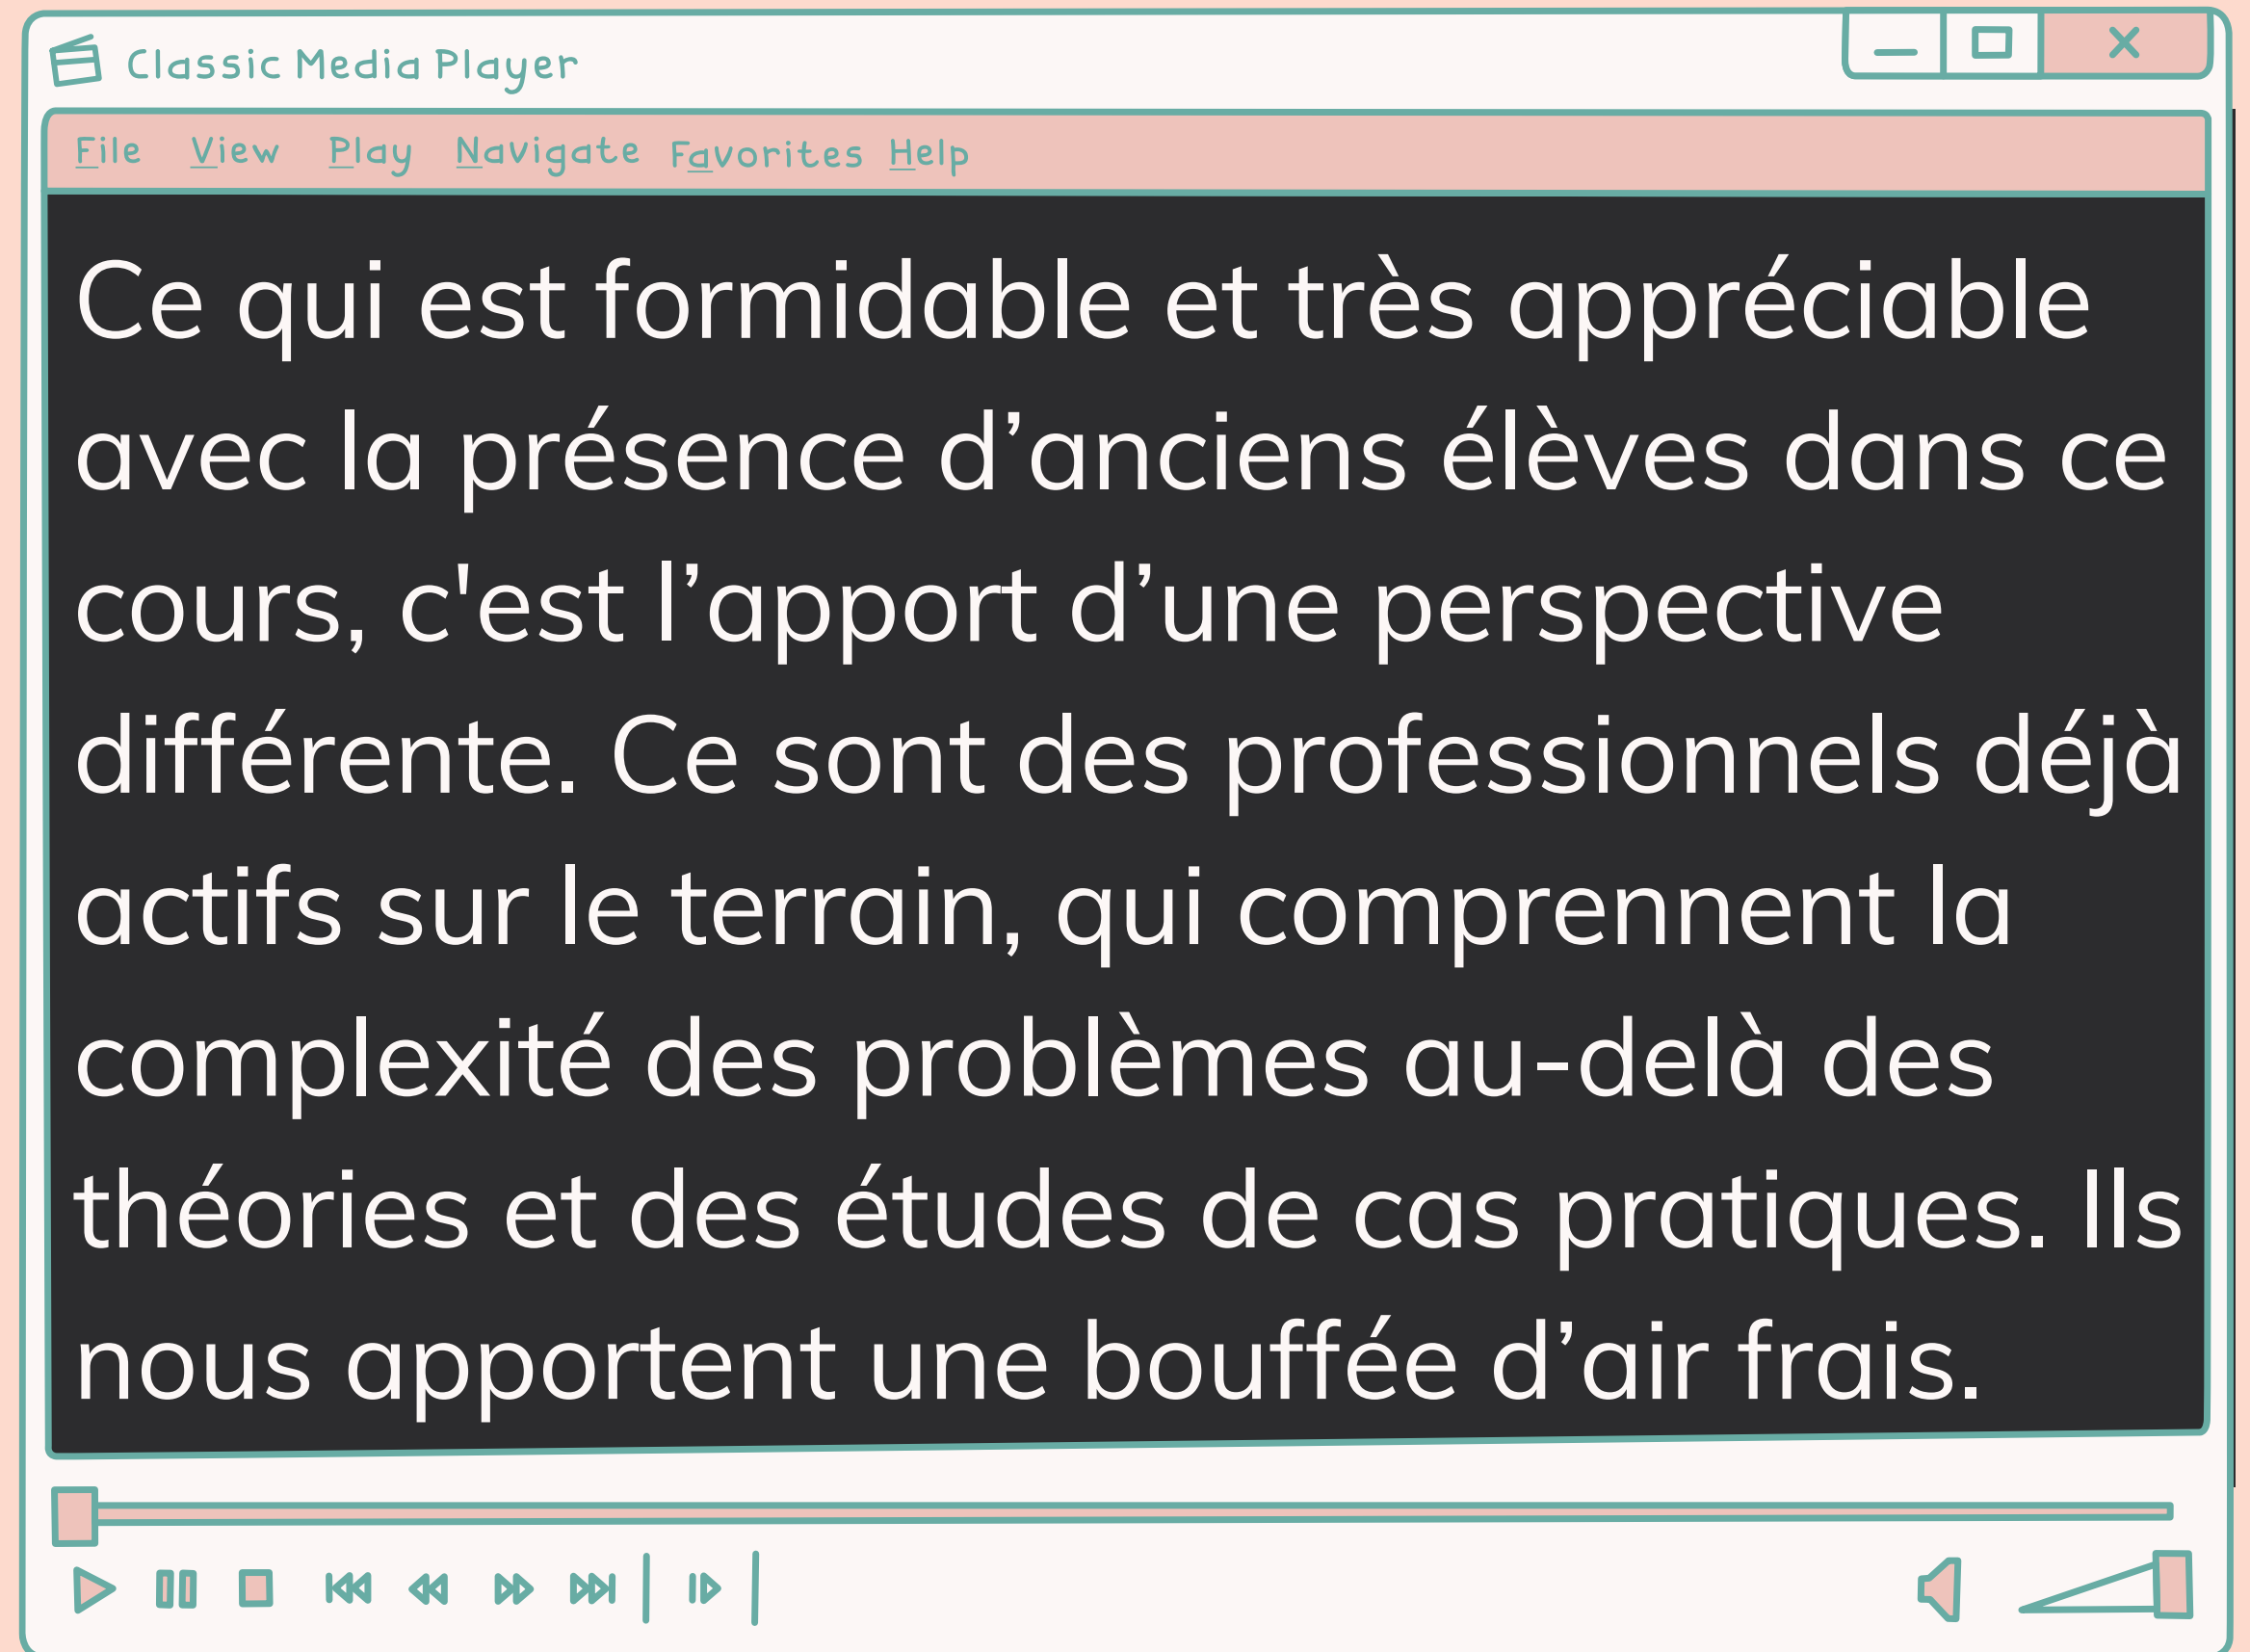 Classic Media Player
File View Play Navigate Favorites Help
Ce qui est formidable et très appréciable
avec la présence d’anciens élèves dans ce
cours, c'est l’apport d’une perspective
différente. Ce sont des professionnels déjà
actifs sur le terrain, qui comprennent la
complexité des problèmes au-delà des
théories et des études de cas pratiques. Ils
nous apportent une bouffée d’air frais.